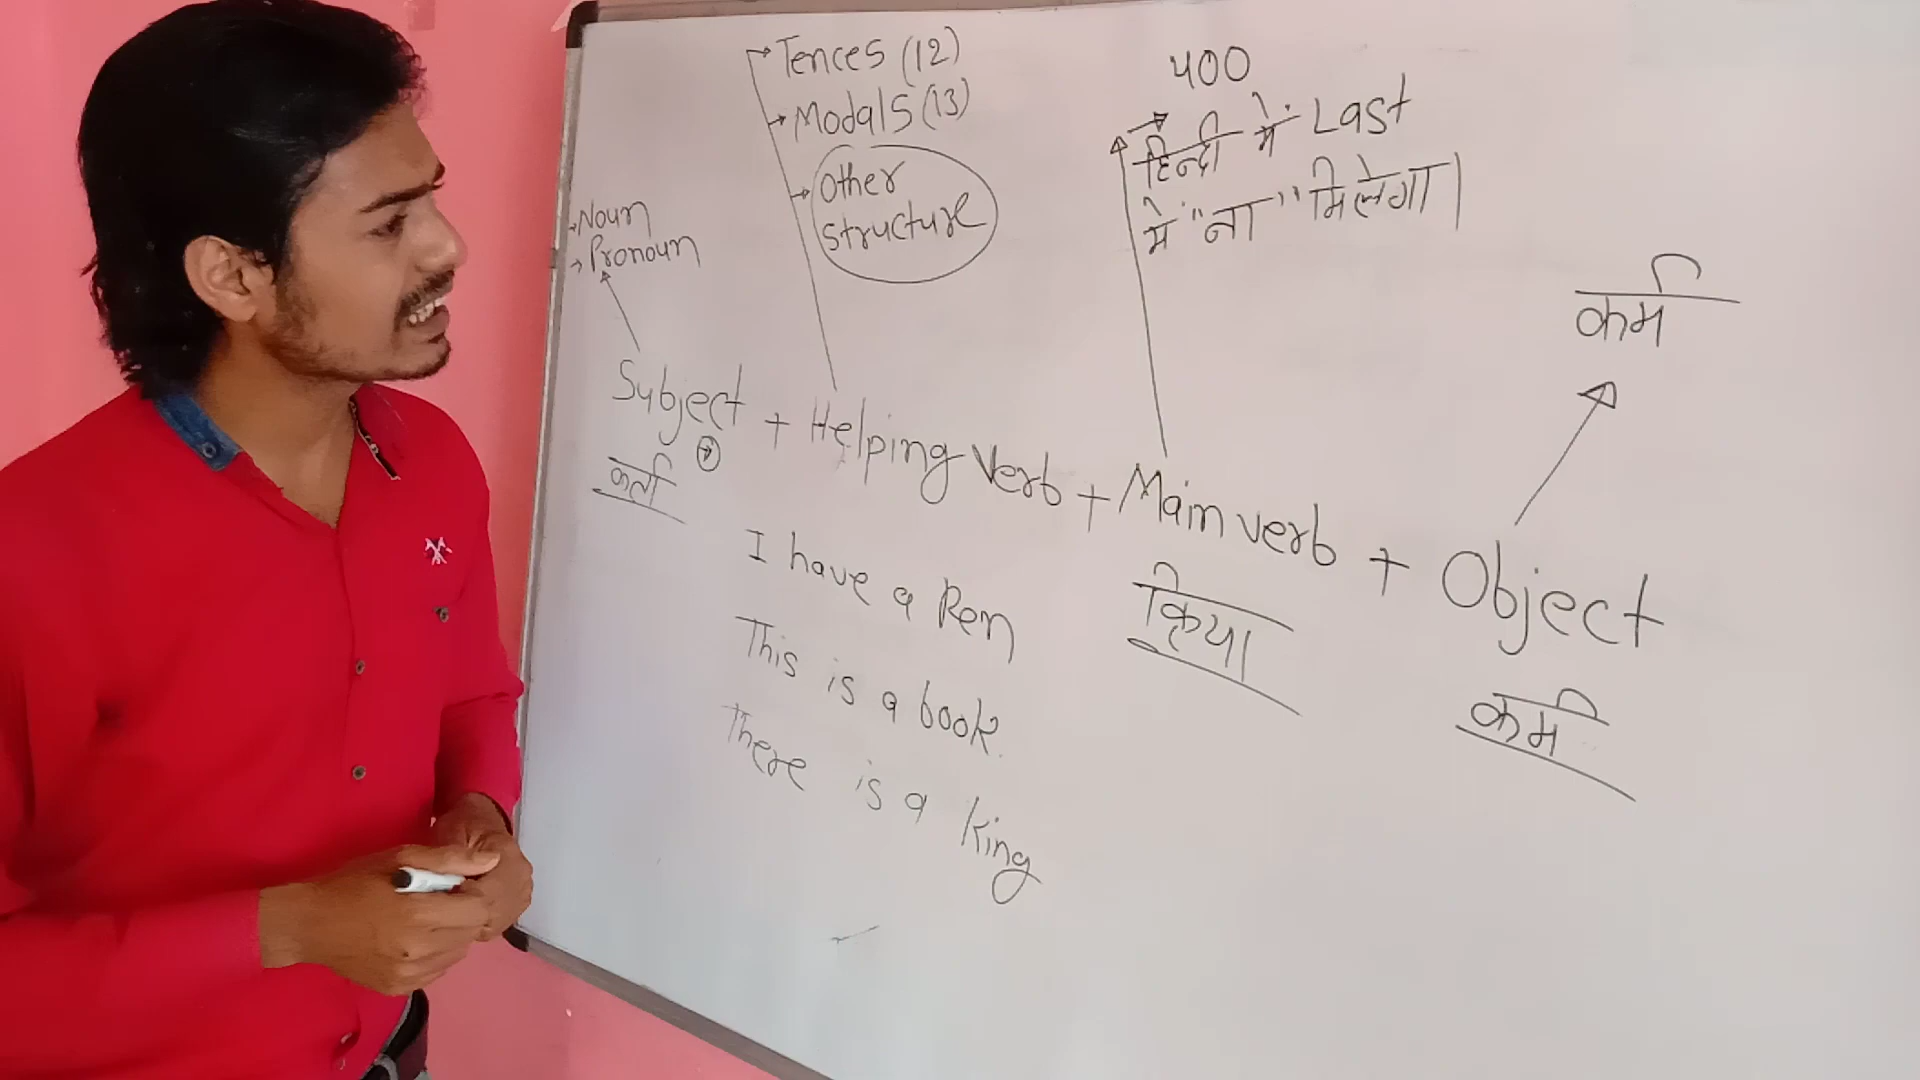 Tences (12)
Modals (13)
Other
structure
400
हिन्दी में Last
में "ना" मिलेगा।
Noun
Pronoun
कर्म
Subject + Helping Verb + Main verb + Object
कर्ता
क्रिया
कर्म
I have a Pen
This is a book.
There is a King